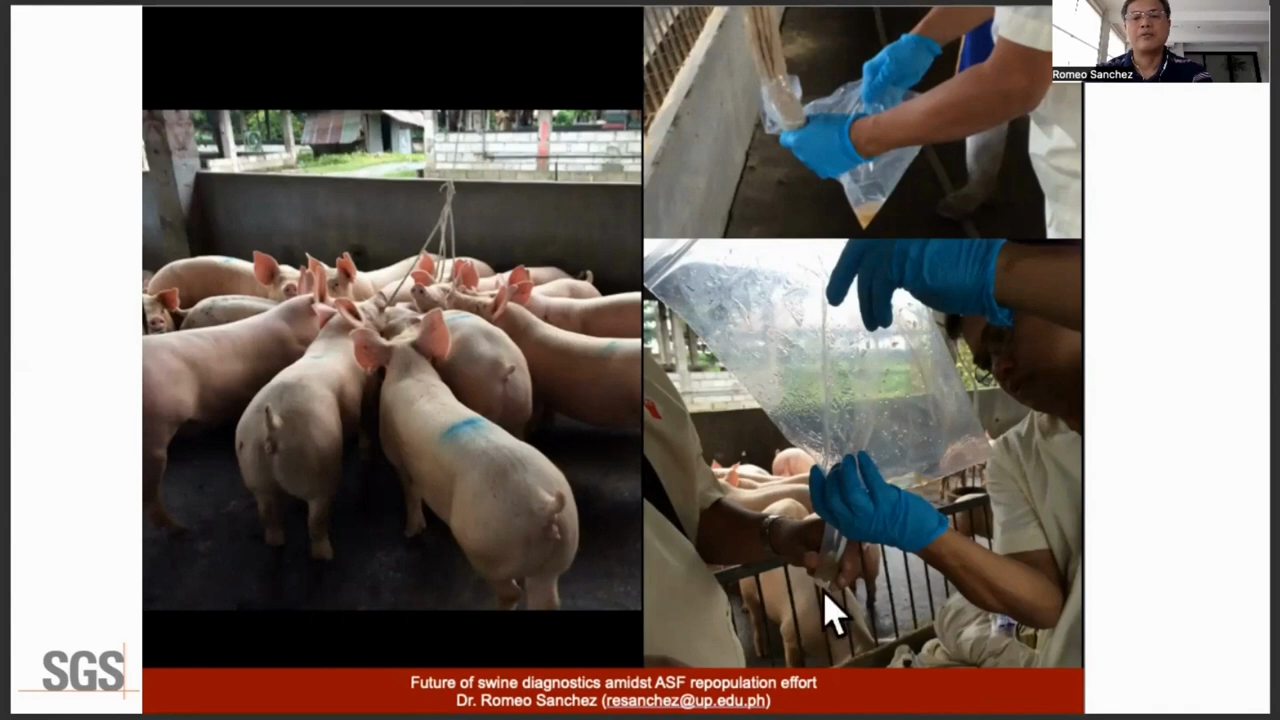 Romeo Sanchez
SGS
Future of swine diagnostics amidst ASF repopulation effort
Dr. Romeo Sanchez (resanchez@up.edu.ph)